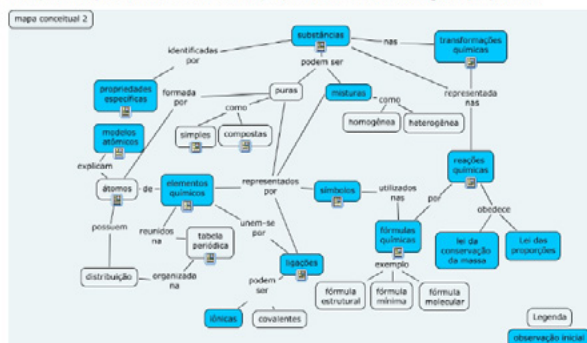 mapa conceitual 2
substâncias
nas
transformações
químicas
identificadas
por
podem ser
propriedades
específicas
formada
por
puras
misturas
como
representada
nas
como
homogênea
heterogênea
modelos
atômicos
simples
compostas
explicam
reações
químicas
átomos
de
elementos
químicos
representados
por
símbolos
utilizados
nas
por
obedece
possuem
reunidos
na
unem-se
por
tabela
periódica
fórmulas
químicas
lei da
conservação
da massa
Lei das
proporções
ligações
distribuição
organizada
na
exemplo
podem
ser
fórmula
estrutural
fórmula
mínima
fórmula
molecular
iônicas
covalentes
Legenda
observação inicial